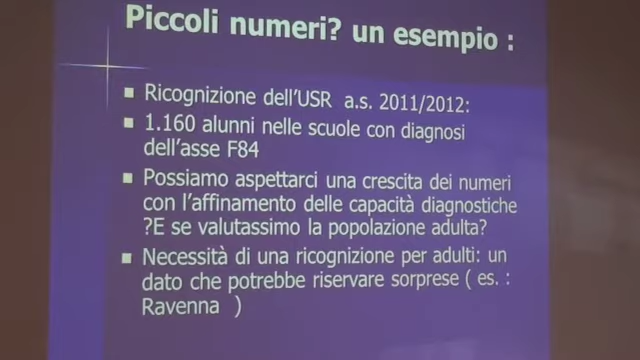 Piccoli numeri? un esempio :
Ricognizione dell'USR a.s. 2011/2012:
1.160 alunni nelle scuole con diagnosi
dell'asse F84
Possiamo aspettarci una crescita dei numeri
con l'affinamento delle capacità diagnostiche
?E se valutassimo la popolazione adulta?
Necessità di una ricognizione per adulti: un
dato che potrebbe riservare sorprese ( es. :
Ravenna )